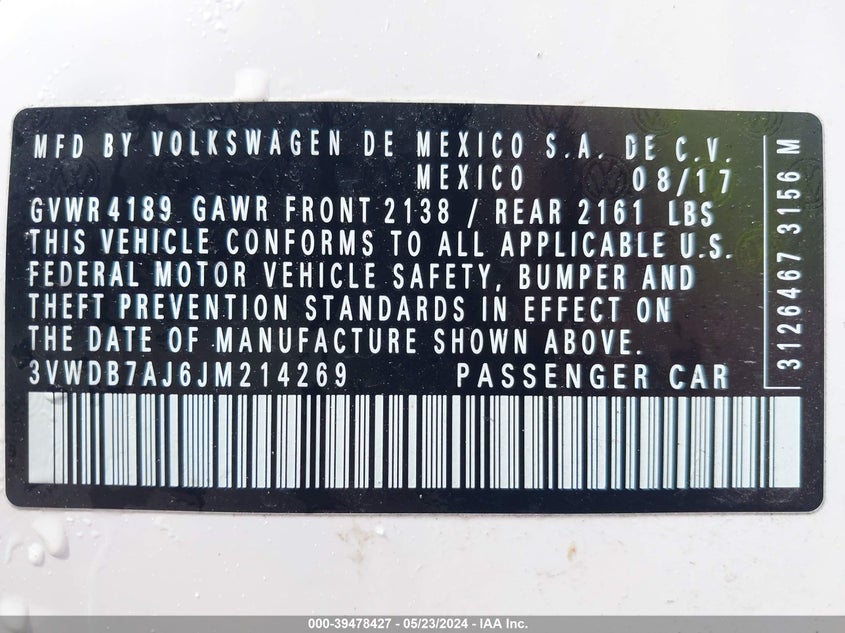 MFD BY VOLKSWAGEN DE MEXICO S.A. DE C.V.
MEXICO 08/17
GVWR4189 GAWR FRONT 2138 / REAR 2161 LBS
THIS VEHICLE CONFORMS TO ALL APPLICABLE U.S.
FEDERAL MOTOR VEHICLE SAFETY, BUMPER AND
THEFT PREVENTION STANDARDS IN EFFECT ON
THE DATE OF MANUFACTURE SHOWN ABOVE.
3VWDB7AJ6JM214269 PASSENGER CAR
3126467 3156 M
000-39478427 - 05/23/2024 - IAA Inc.